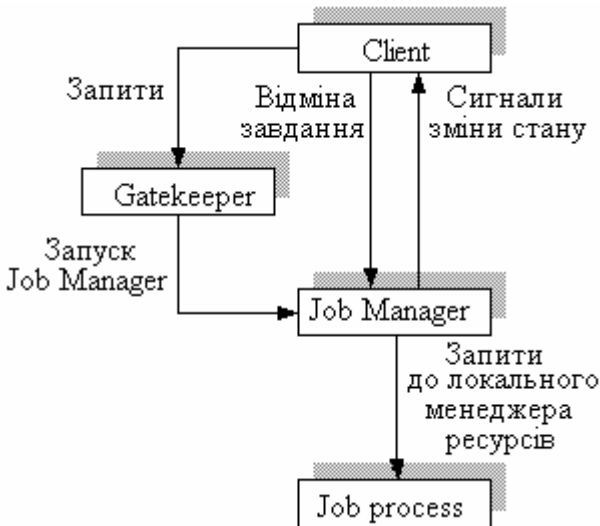 Client
Запити
Відміна
завдання
Сигнали
зміни стану
Gatekeeper
Запуск
Job Manager
Job Manager
Запити
до локального
менеджера
ресурсів
Job process